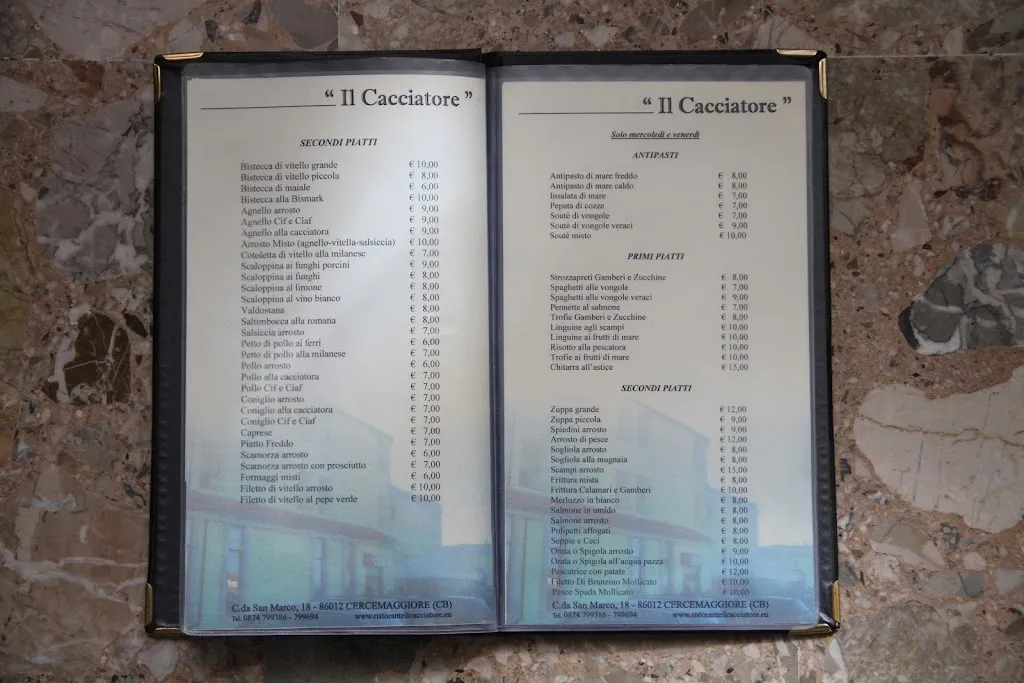 “ Il Cacciatore ”
SECONDI PIATTI
Bistecca di vitello grande € 10,00
Bistecca di vitello piccola € 8,00
Bistecca di maiale € 6,00
Bistecca alla Bismark € 10,00
Agnello arrosto € 9,00
Agnello Cif e Ciaf € 9,00
Agnello alla cacciatora € 9,00
Arrosto Misto (agnello-vitella-salsiccia) € 10,00
Cotoletta di vitello alla milanese € 7,00
Scaloppina ai funghi porcini € 9,00
Scaloppina ai funghi € 8,00
Scaloppina al limone € 8,00
Scaloppina al vino bianco € 8,00
Valdostana € 8,00
Saltimbocca alla romana € 8,00
Salsiccia arrosto € 7,00
Petto di pollo ai ferri € 6,00
Petto di pollo alla milanese € 7,00
Pollo arrosto € 6,00
Pollo alla cacciatora € 7,00
Pollo Cif e Ciaf € 7,00
Coniglio arrosto € 7,00
Coniglio alla cacciatora € 7,00
Coniglio Cif e Ciaf € 7,00
Caprese € 7,00
Piatto Freddo € 7,00
Scamorza arrosto € 6,00
Scamorza arrosto con prosciutto € 7,00
Formaggi misti € 6,00
Filetto di vitello arrosto € 10,00
Filetto di vitello al pepe verde € 10,00
C.da San Marco, 18 - 86012 CERCEMAGGIORE (CB)
Tel. 0874 799386 - 799694 www.ristoranteilcacciatore.eu
“ Il Cacciatore ”
Solo mercoledì e venerdì
ANTIPASTI
Antipasto di mare freddo € 8,00
Antipasto di mare caldo € 8,00
Insalata di mare € 7,00
Pepata di cozze € 7,00
Soutè di vongole € 7,00
Soutè di vongole veraci € 9,00
Soutè misto € 10,00
PRIMI PIATTI
Strozzapreti Gamberi e Zucchine € 8,00
Spaghetti alle vongole € 7,00
Spaghetti alle vongole veraci € 9,00
Pennette al salmone € 7,00
Trofie Gamberi e Zucchine € 8,00
Linguine agli scampi € 10,00
Linguine ai frutti di mare € 10,00
Risotto alla pescatora € 10,00
Trofie ai frutti di mare € 10,00
Chitarra all’astice € 15,00
SECONDI PIATTI
Zuppa grande € 12,00
Zuppa piccola € 9,00
Spiedini arrosto € 9,00
Arrosto di pesce € 12,00
Sogliola arrosto € 8,00
Sogliola alla mugnaia € 8,00
Scampi arrosto € 15,00
Frittura mista € 8,00
Frittura Calamari e Gamberi € 10,00
Merluzzo in bianco € 8,00
Salmone in umido € 8,00
Salmone arrosto € 8,00
Polipetti affogati € 8,00
Seppie e Ceci € 8,00
Orata o Spigola arrosto € 9,00
Orata o Spigola all’acqua pazza € 10,00
Pescatrice con patate € 12,00
Filetto Di Branzino Mollicato € 10,00
Pesce Spada Mollicato € 10,00
C.da San Marco, 18 - 86012 CERCEMAGGIORE (CB)
Tel. 0874 799386 - 799694 www.ristoranteilcacciatore.eu